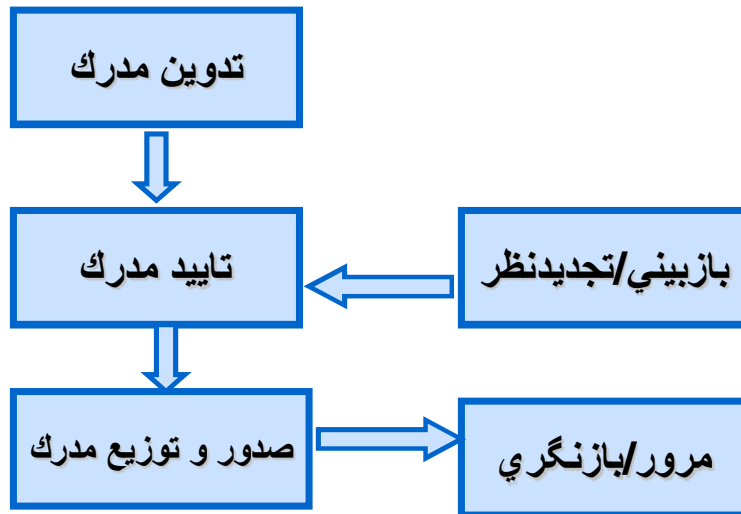 تدوين مدرك
تاييد مدرك
بازبيني/تجديدنظر
صدور و توزيع مدرك
مرور/بازنگري